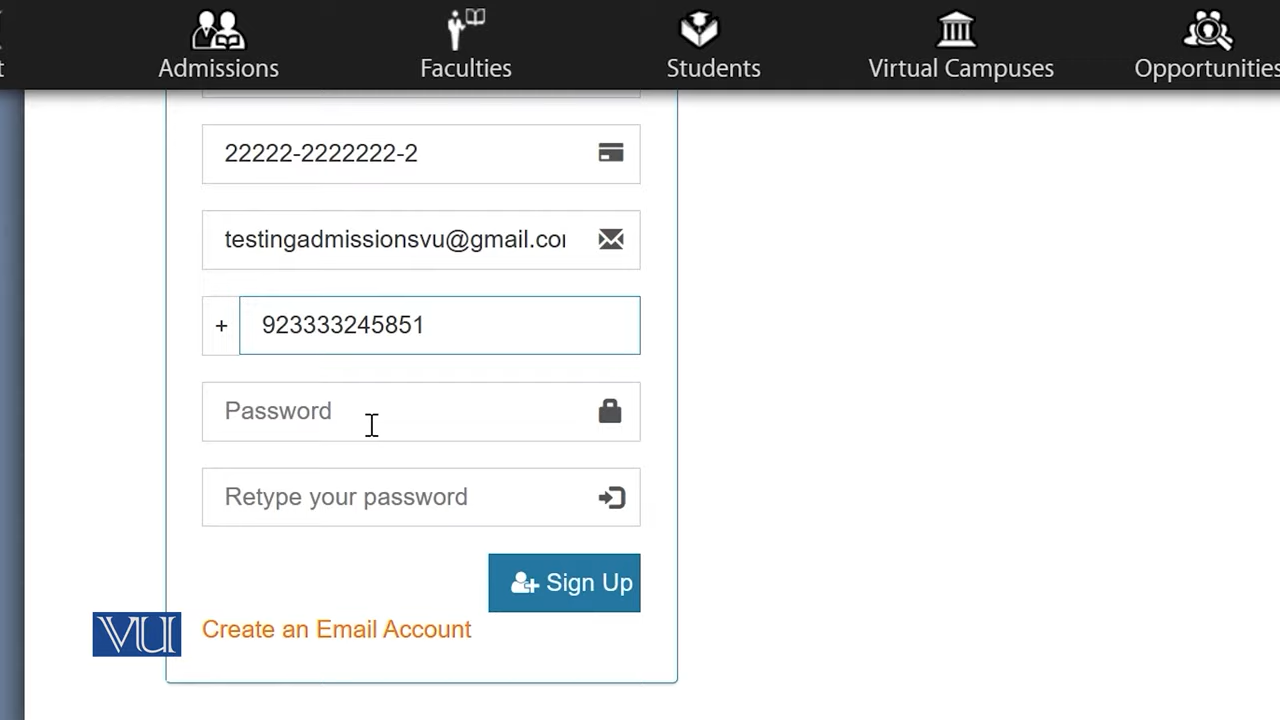 t
Admissions
Faculties
Students
Virtual Campuses
Opportunities
22222-2222222-2
testingadmissionsvu@gmail.co
+ 923333245851
Password
Retype your password
Sign Up
VU
Create an Email Account